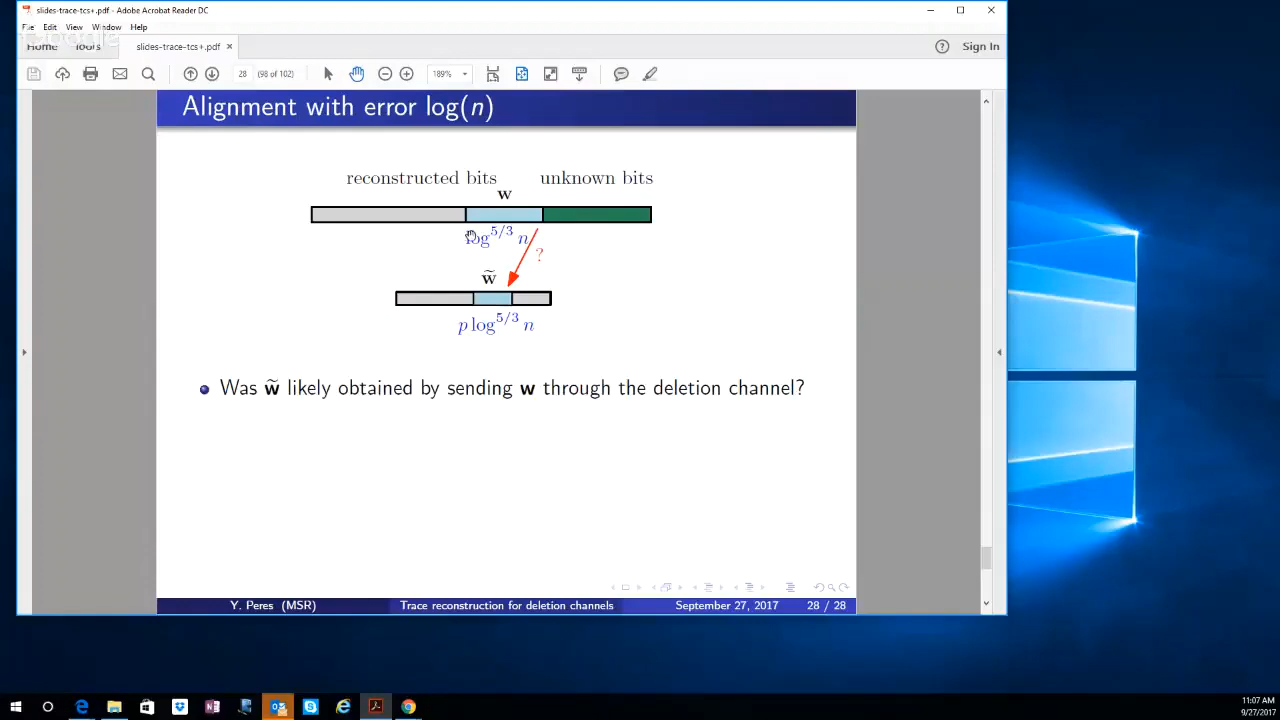 slides-trace-tcs+.pdf - Adobe Acrobat Reader DC
File Edit View Window Help
Home Tools slides-trace-tcs+.pdf × Sign In
28 (98 of 102) 189%
Alignment with error log(n)
reconstructed bits unknown bits
w
log^{5/3} n
?
w̃
p log^{5/3} n
Was w̃ likely obtained by sending w through the deletion channel?
Y. Peres (MSR) Trace reconstruction for deletion channels September 27, 2017 28 / 28
11:07 AM
9/27/2017